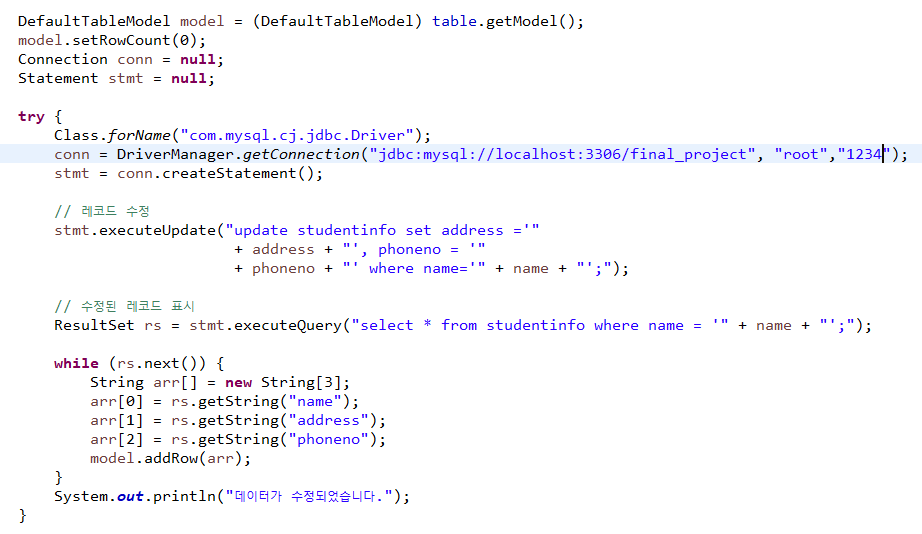 DefaultTableModel model = (DefaultTableModel) table.getModel();
model.setRowCount(0);
Connection conn = null;
Statement stmt = null;

try {
    Class.forName("com.mysql.cj.jdbc.Driver");
    conn = DriverManager.getConnection("jdbc:mysql://localhost:3306/final_project", "root","1234");
    stmt = conn.createStatement();

    // 레코드 수정
    stmt.executeUpdate("update studentinfo set address ='"
                        + address + "', phoneno = '"
                        + phoneno + "' where name='" + name + "';");

    // 수정된 레코드 표시
    ResultSet rs = stmt.executeQuery("select * from studentinfo where name = '" + name + "';");

    while (rs.next()) {
        String arr[] = new String[3];
        arr[0] = rs.getString("name");
        arr[1] = rs.getString("address");
        arr[2] = rs.getString("phoneno");
        model.addRow(arr);
    }
    System.out.println("데이터가 수정되었습니다.");
}